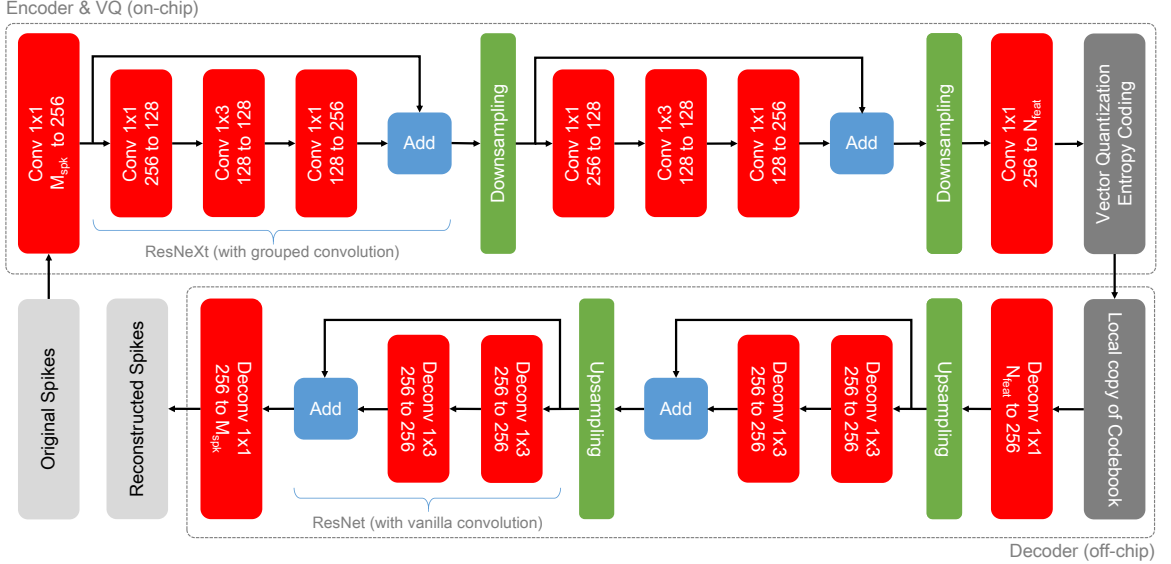 Encoder & VQ (on-chip)
Conv 1x1
M_spk to 256
Conv 1x1
256 to 128
Conv 1x3
128 to 128
Conv 1x1
128 to 256
Add
Downsampling
Conv 1x1
256 to 128
Conv 1x3
128 to 128
Conv 1x1
128 to 256
Add
Downsampling
Conv 1x1
256 to N_feat
Vector Quantization
Entropy Coding
ResNeXt (with grouped convolution)
Original Spikes
Reconstructed Spikes
Deconv 1x1
256 to M_spk
Add
Deconv 1x3
256 to 256
Deconv 1x3
256 to 256
Upsampling
Add
Deconv 1x3
256 to 256
Deconv 1x3
256 to 256
Upsampling
Deconv 1x1
N_feat to 256
Local copy of Codebook
ResNet (with vanilla convolution)
Decoder (off-chip)